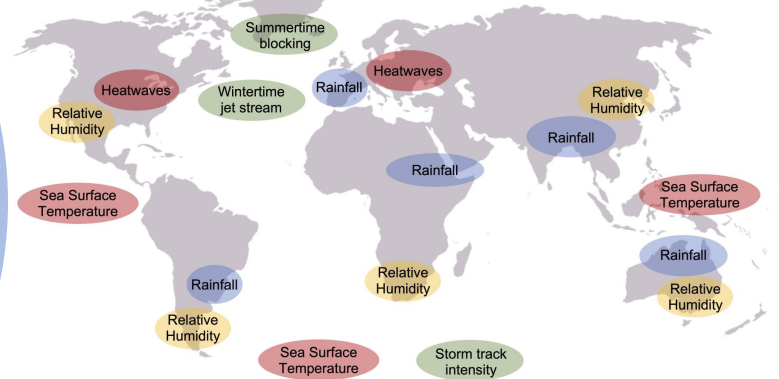 Summertime
blocking
Heatwaves
Heatwaves
Rainfall
Wintertime
jet stream
Relative
Humidity
Relative
Humidity
Rainfall
Rainfall
Sea Surface
Temperature
Sea Surface
Temperature
Rainfall
Rainfall
Relative
Humidity
Relative
Humidity
Relative
Humidity
Sea Surface
Temperature
Storm track
intensity